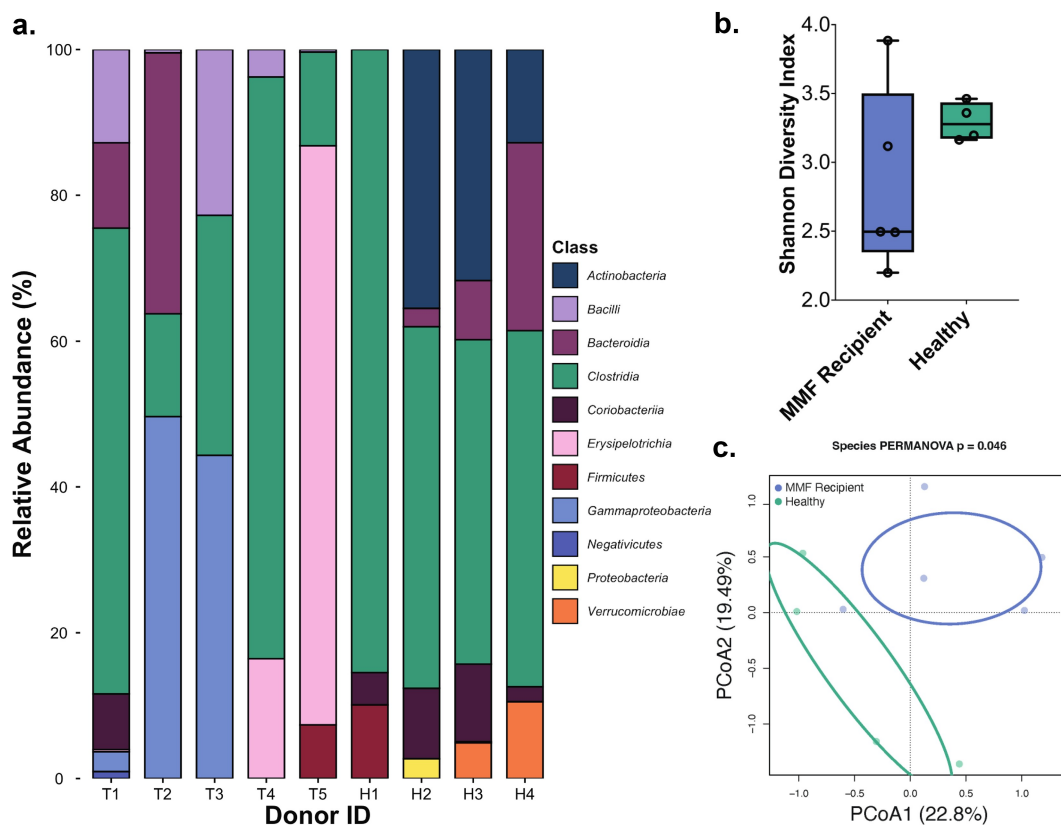 a.
100
80
60
40
20
0
Relative Abundance (%)
T1 T2 T3 T4 T5 H1 H2 H3 H4
Donor ID
Class
Actinobacteria
Bacilli
Bacteroidia
Clostridia
Coriobacteriia
Erysipelotrichia
Firmicutes
Gammaproteobacteria
Negativicutes
Proteobacteria
Verrucomicrobiae
b.
4.0
3.5
3.0
2.5
2.0
Shannon Diversity Index
MMF Recipient
Healthy
c.
Species PERMANOVA p = 0.046
MMF Recipient
Healthy
1.0
0.5
0.0
−0.5
−1.0
PCoA2 (19.49%)
−1.0 −0.5 0.0 0.5 1.0
PCoA1 (22.8%)